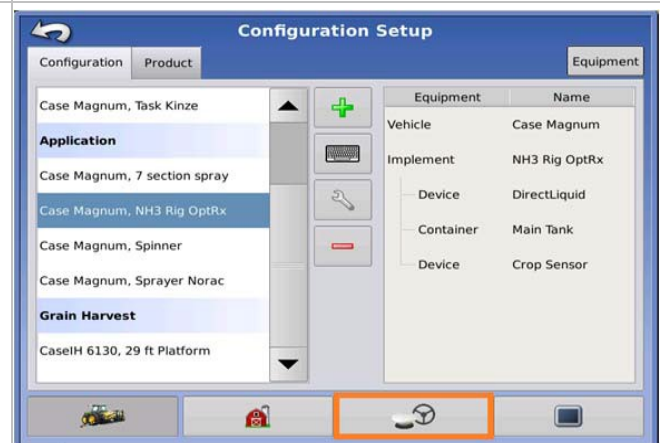 Configuration Setup
Configuration
Product
Equipment
Case Magnum, Task Kinze
Application
Case Magnum, 7 section spray
Case Magnum, NH3 Rig OptRx
Case Magnum, Spinner
Case Magnum, Sprayer Norac
Grain Harvest
CaseIH 6130, 29 ft Platform
Equipment Name
Vehicle Case Magnum
Implement NH3 Rig OptRx
Device DirectLiquid
Container Main Tank
Device Crop Sensor